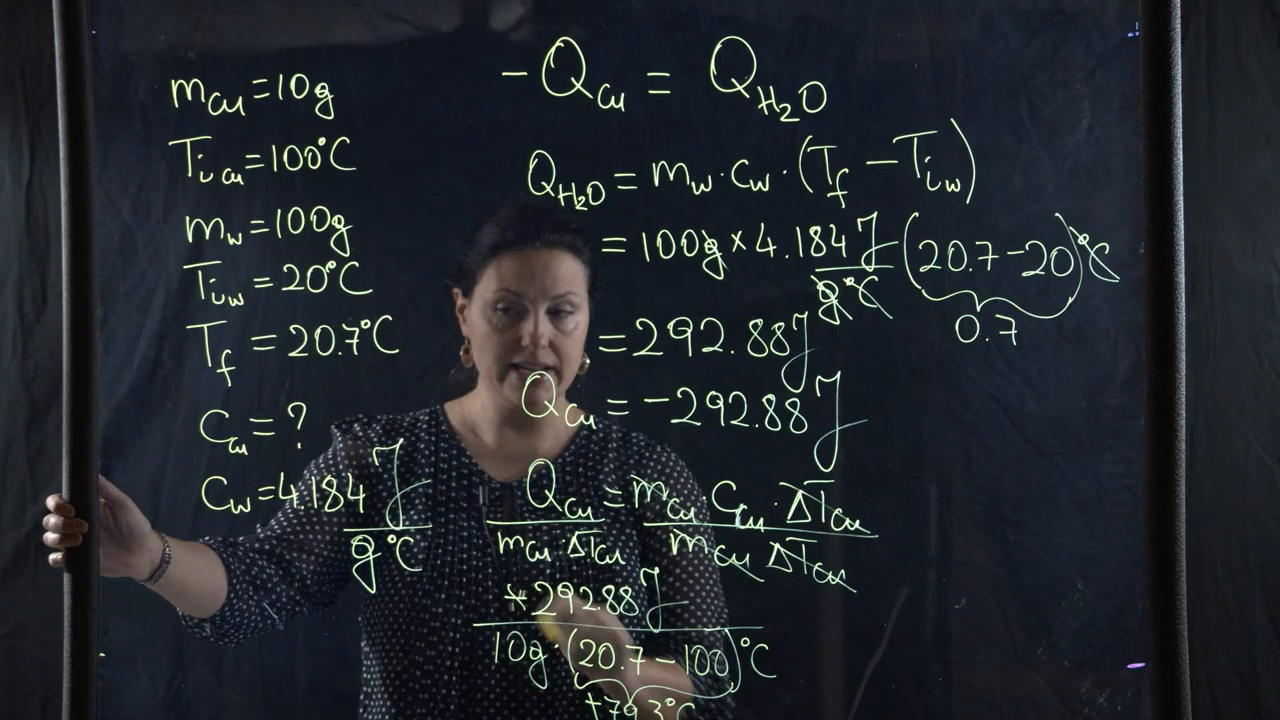 m_Cu = 10g
T_i Cu = 100°C
m_w = 100g
T_i w = 20°C
T_f = 20.7°C
C_Cu = ?
C_w = 4.184 J/g°C
-Q_Cu = Q_H₂O
Q_H₂O = m_w · C_w · (T_f - T_i w)
= 100g × 4.184 J/g°C (20.7 - 20)°C
0.7
= 292.88 J
Q_Cu = -292.88 J
Q_Cu / m_Cu · ΔT_Cu = m_Cu C_Cu · ΔT_Cu / m_Cu ΔT_Cu
292.88 J
10g · (20.7 - 100)°C
79.3°C